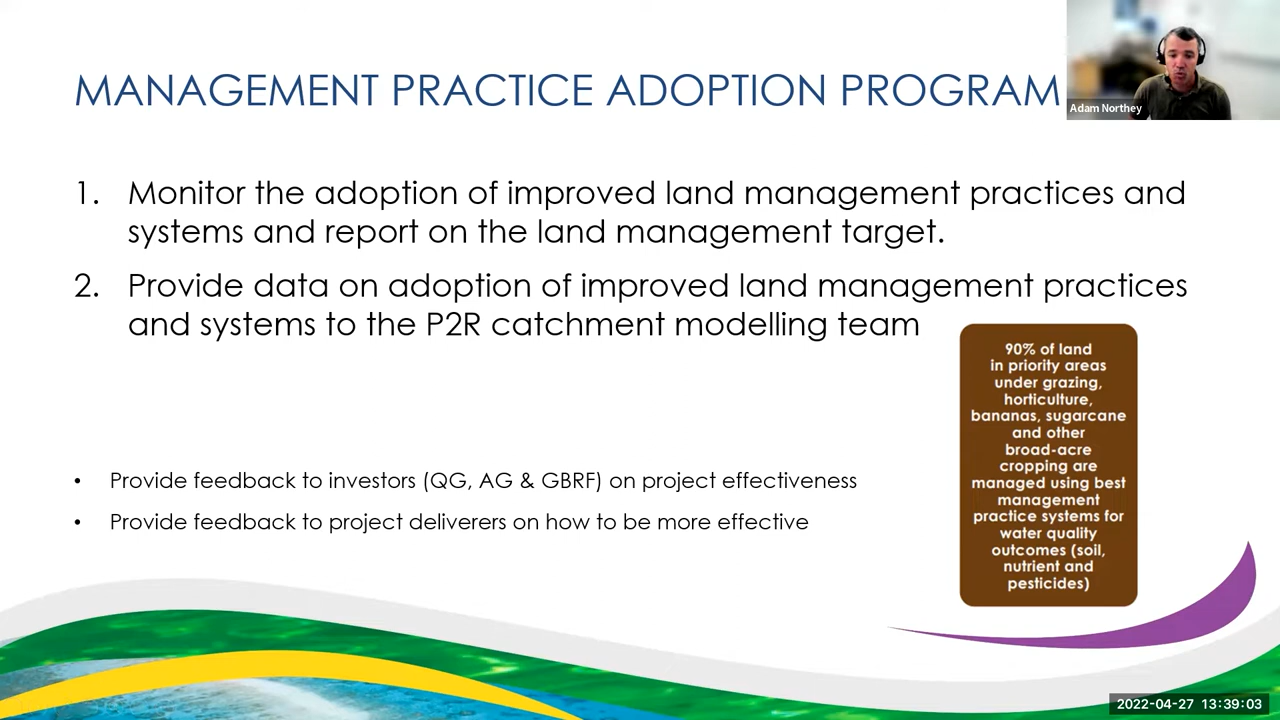 MANAGEMENT PRACTICE ADOPTION PROGRAM
Adam Northey
1. Monitor the adoption of improved land management practices and
systems and report on the land management target.
2. Provide data on adoption of improved land management practices
and systems to the P2R catchment modelling team
90% of land
in priority areas
under grazing,
horticulture,
bananas, sugarcane
and other
broad-acre
cropping are
managed using best
management
practice systems for
water quality
outcomes (soil,
nutrient and
pesticides)
• Provide feedback to investors (QG, AG & GBRF) on project effectiveness
• Provide feedback to project deliverers on how to be more effective
2022-04-27 13:39:03